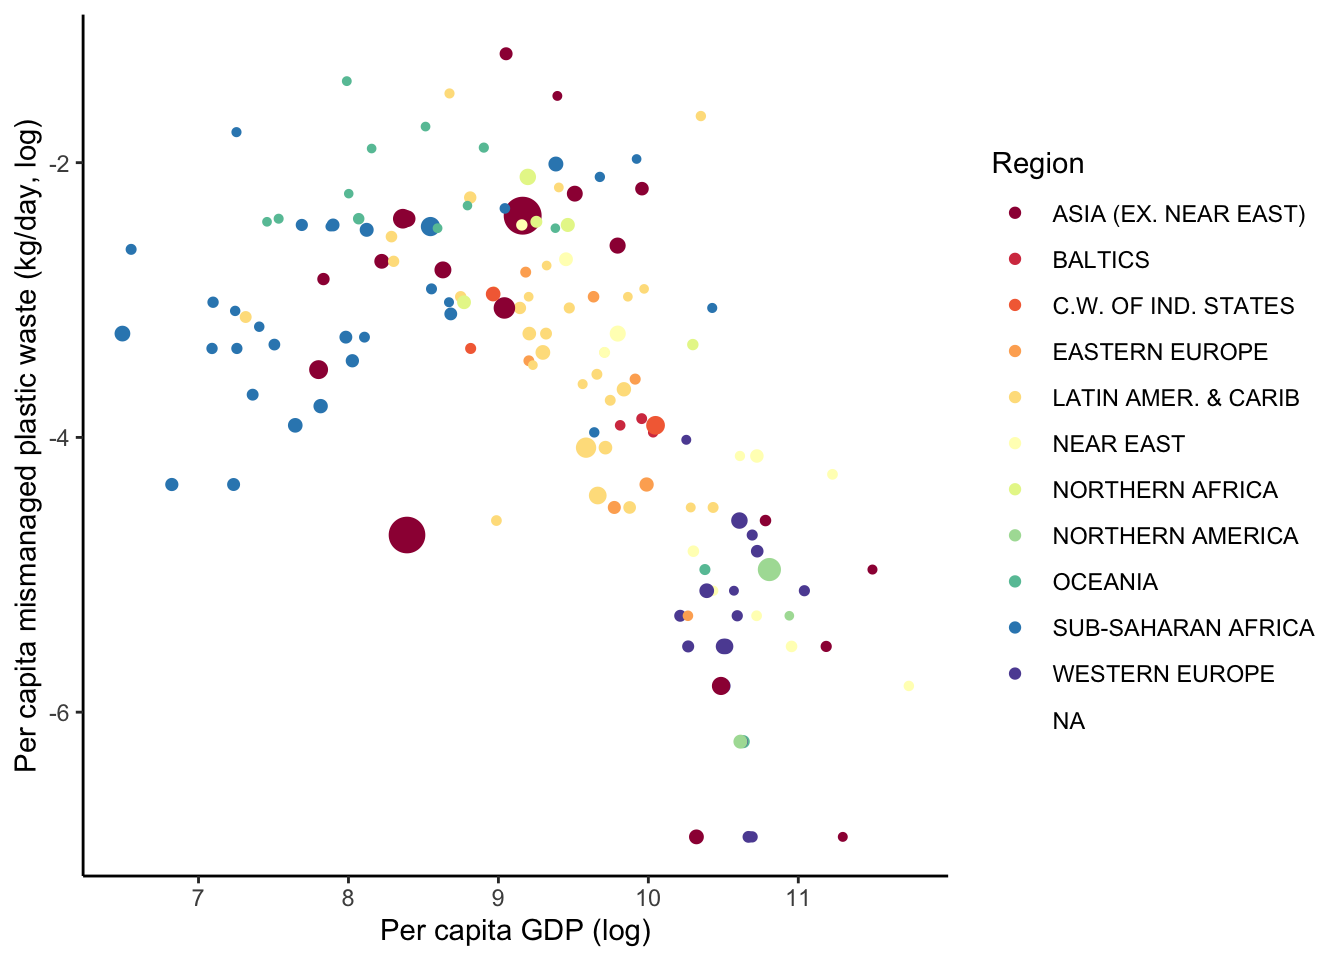 Per capita mismanaged plastic waste (kg/day, log)
-2
-4
-6
7 8 9 10 11
Per capita GDP (log)
Region
ASIA (EX. NEAR EAST)
BALTICS
C.W. OF IND. STATES
EASTERN EUROPE
LATIN AMER. & CARIB
NEAR EAST
NORTHERN AFRICA
NORTHERN AMERICA
OCEANIA
SUB-SAHARAN AFRICA
WESTERN EUROPE
NA